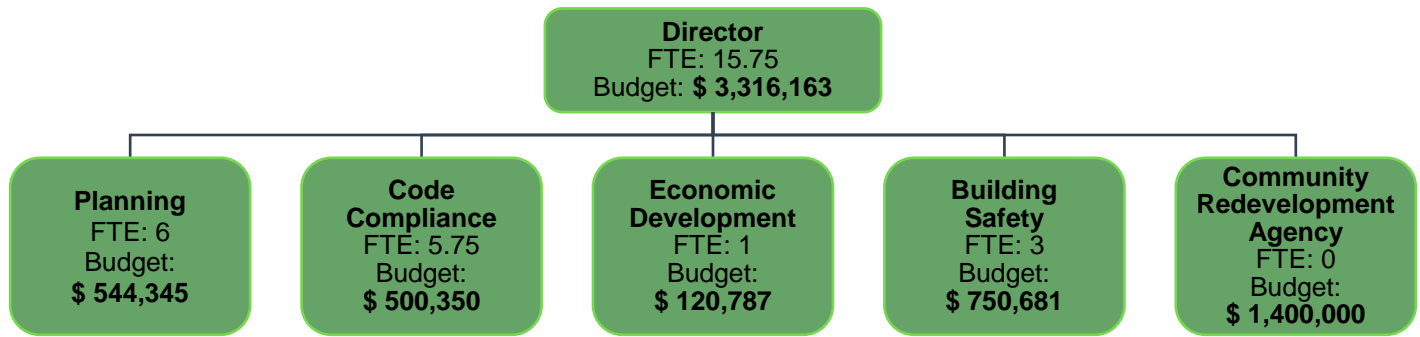 Director
FTE: 15.75
Budget: $ 3,316,163
Planning
FTE: 6
Budget:
$ 544,345
Code
Compliance
FTE: 5.75
Budget:
$ 500,350
Economic
Development
FTE: 1
Budget:
$ 120,787
Building
Safety
FTE: 3
Budget:
$ 750,681
Community
Redevelopment
Agency
FTE: 0
Budget:
$ 1,400,000